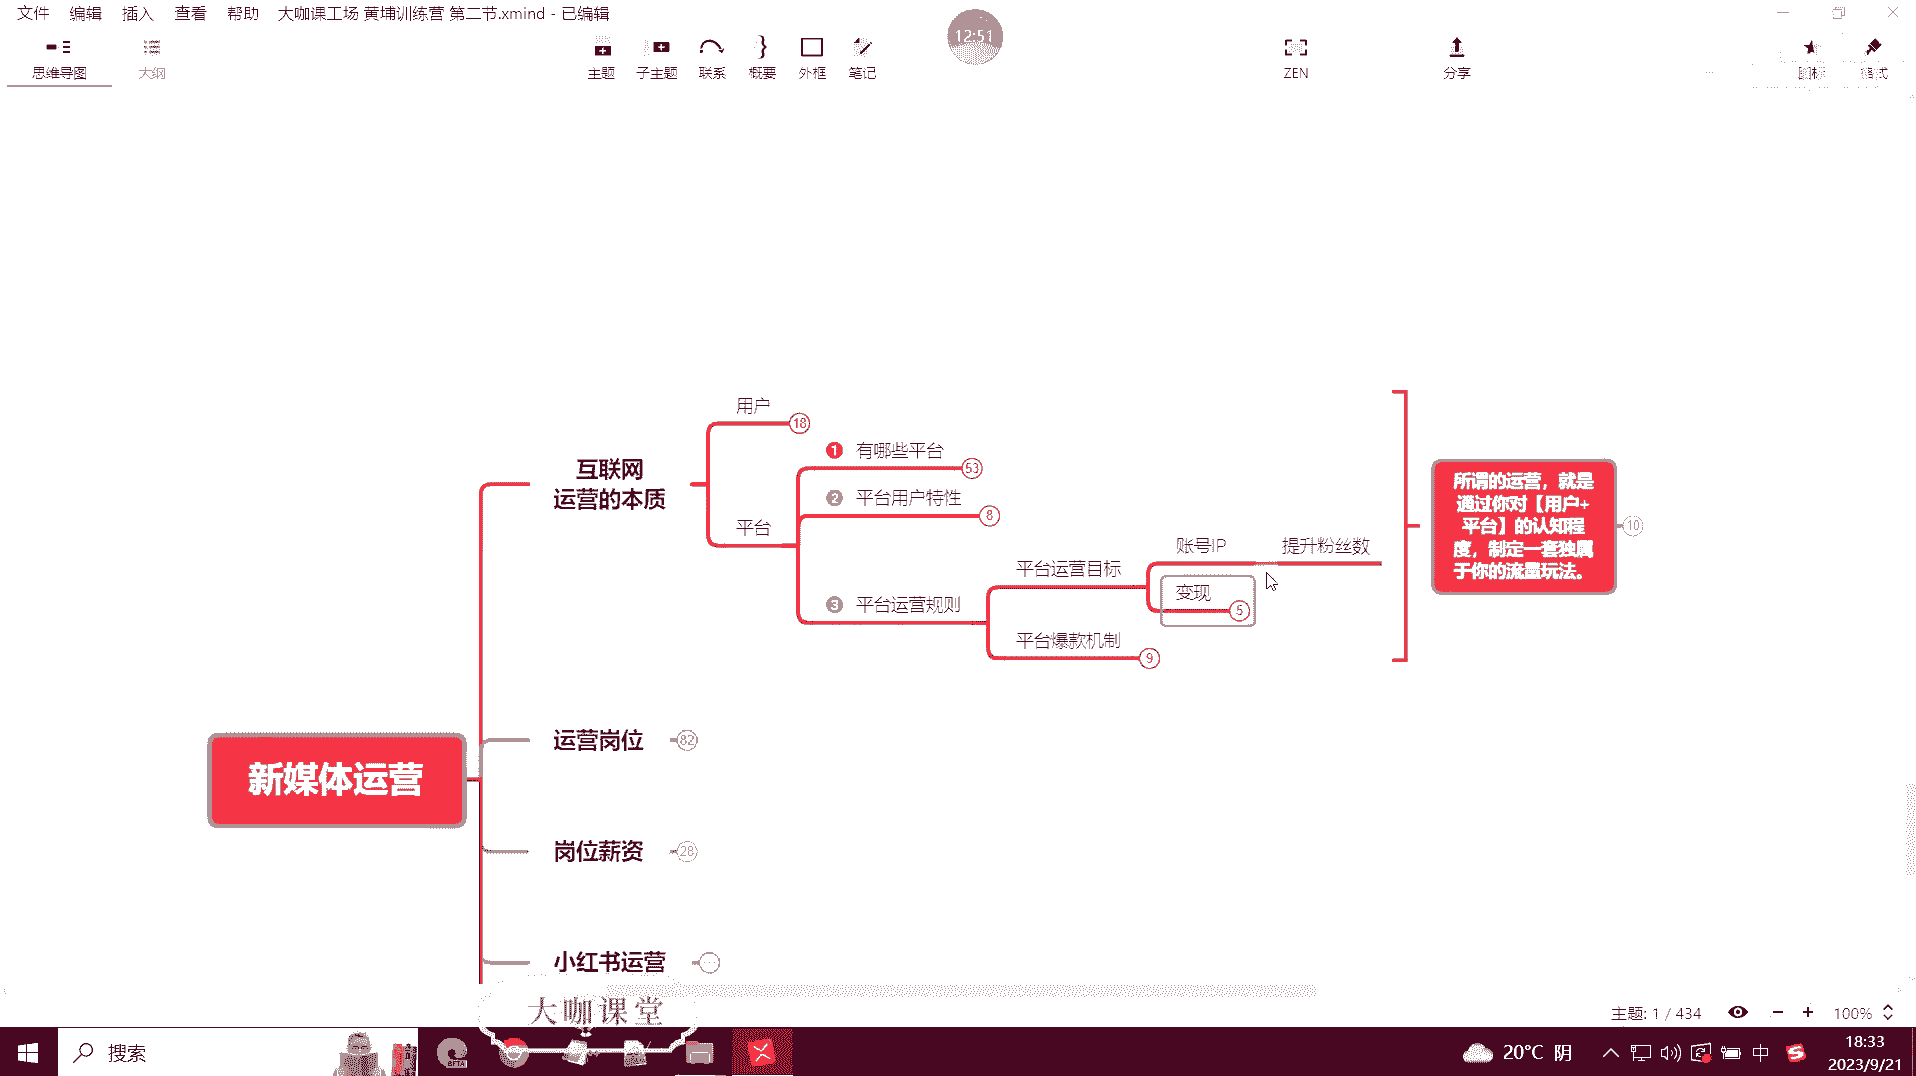 文件 编辑 插入 查看 帮助 大咖课工场 黄埔训练营 第二节.xmind - 已编辑
12:51
思维导图 大纲 主题 子主题 联系 概要 外框 笔记 ZEN 分享 图标 格式
用户 18
1 有哪些平台 53
2 平台用户特性 8
互联网
运营的本质
平台
账号IP 提升粉丝数
平台运营目标
变现 5
3 平台运营规则
平台爆款机制 9
所谓的运营，就是
通过你对【用户+
平台】的认知程
度，制定一套独属
于你的流量玩法。
10
运营岗位 82
新媒体运营
岗位薪资 28
小红书运营
大咖课堂
主题: 1 / 434 100%
搜索
BETA
20°C 阴 中
18:33
2023/9/21